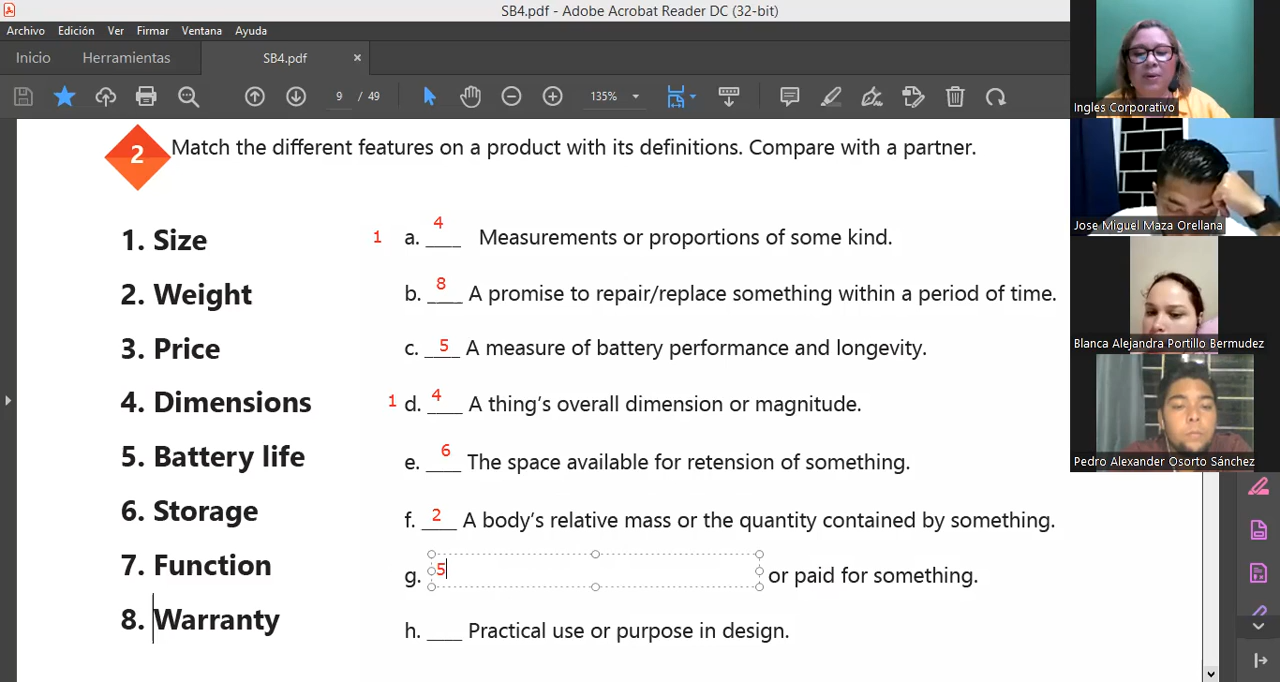 SB4.pdf - Adobe Acrobat Reader DC (32-bit)
Archivo Edición Ver Firmar Ventana Ayuda
Inicio Herramientas SB4.pdf ×
9 / 49 135%
2 Match the different features on a product with its definitions. Compare with a partner.
1. Size
2. Weight
3. Price
4. Dimensions
5. Battery life
6. Storage
7. Function
8. Warranty
1 a. 4 Measurements or proportions of some kind.
b. 8 A promise to repair/replace something within a period of time.
c. 5 A measure of battery performance and longevity.
1 d. 4 A thing's overall dimension or magnitude.
e. 6 The space available for retension of something.
f. 2 A body's relative mass or the quantity contained by something.
g. 5 or paid for something.
h. ____ Practical use or purpose in design.
Ingles Corporativo
Jose Miguel Maza Orellana
Blanca Alejandra Portillo Bermudez
Pedro Alexander Osorto Sánchez